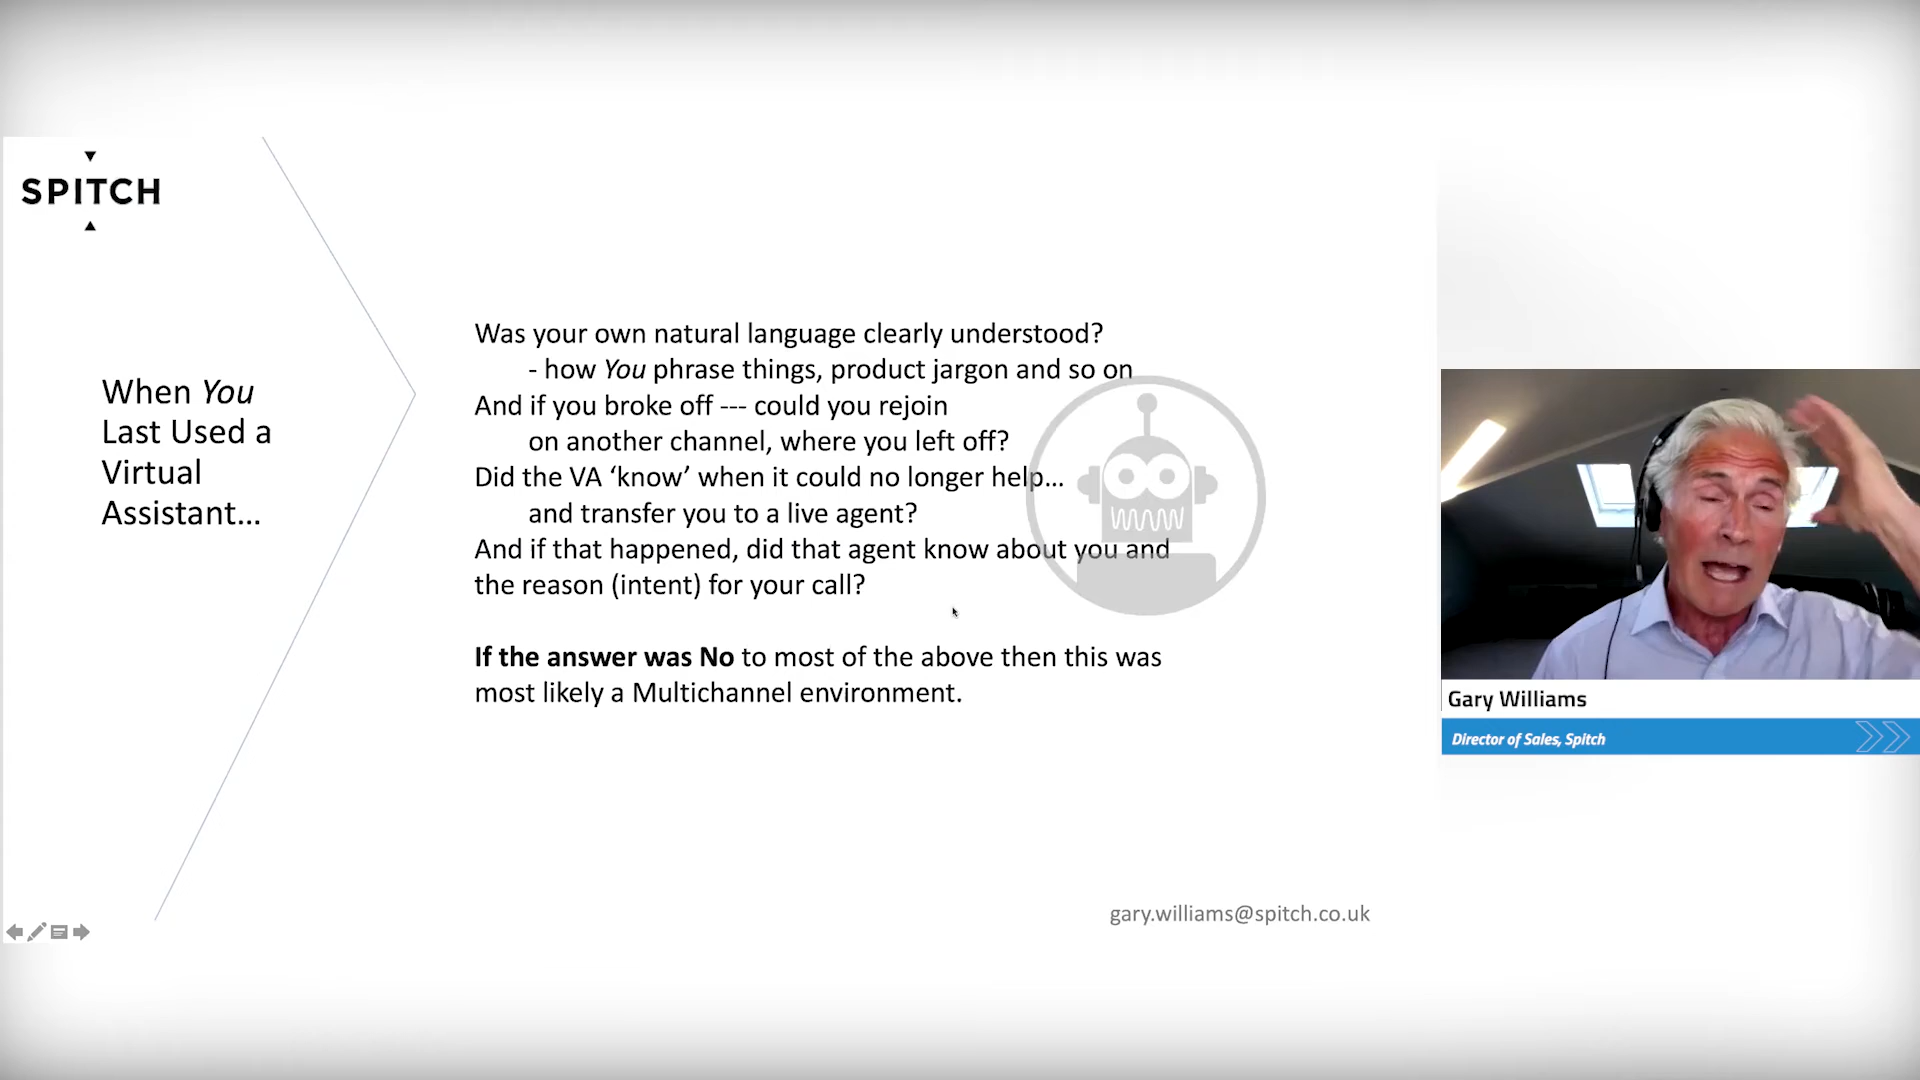 SPITCH
When You
Last Used a
Virtual
Assistant...
Was your own natural language clearly understood?
- how You phrase things, product jargon and so on
And if you broke off --- could you rejoin
on another channel, where you left off?
Did the VA ‘know’ when it could no longer help...
and transfer you to a live agent?
And if that happened, did that agent know about you and
the reason (intent) for your call?
If the answer was No to most of the above then this was
most likely a Multichannel environment.
gary.williams@spitch.co.uk
Gary Williams
Director of Sales, Spitch